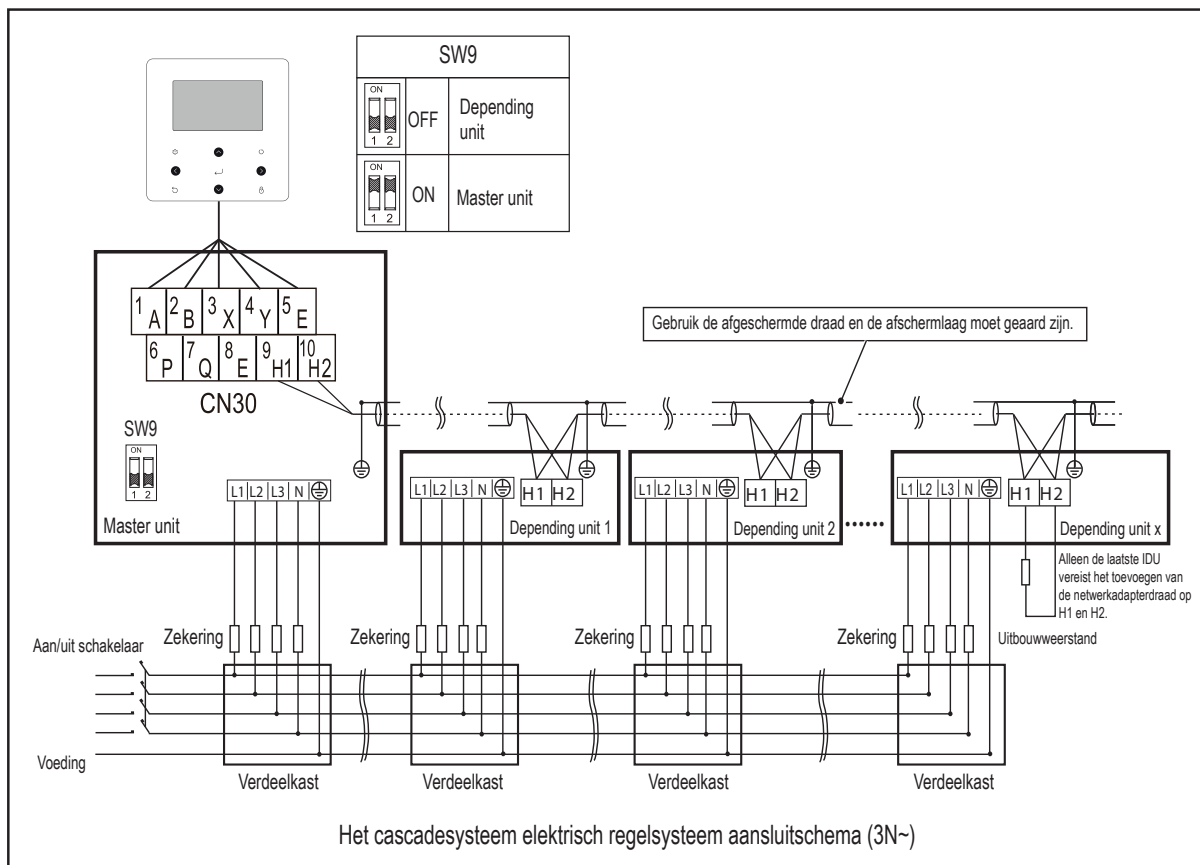 SW9
ON
1 2
OFF
Depending
unit
ON
1 2
ON
Master unit
1 A
2 B
3 X
4 Y
5 E
6 P
7 Q
8 E
9 H1
10 H2
CN30
Gebruik de afgeschermde draad en de afschermlaag moet geaard zijn.
SW9
ON
1 2
Master unit
L1 L2 L3 N
L1 L2 L3 N
H1 H2
Depending unit 1
L1 L2 L3 N
H1 H2
Depending unit 2
L1 L2 L3 N
H1 H2
Depending unit x
Alleen de laatste IDU
vereist het toevoegen van
de netwerkadapterdraad op
H1 en H2.
Uitbouwweerstand
Aan/uit schakelaar
Zekering
Zekering
Zekering
Zekering
Voeding
Verdeelkast
Verdeelkast
Verdeelkast
Verdeelkast
Het cascadesysteem elektrisch regelsysteem aansluitschema (3N~)